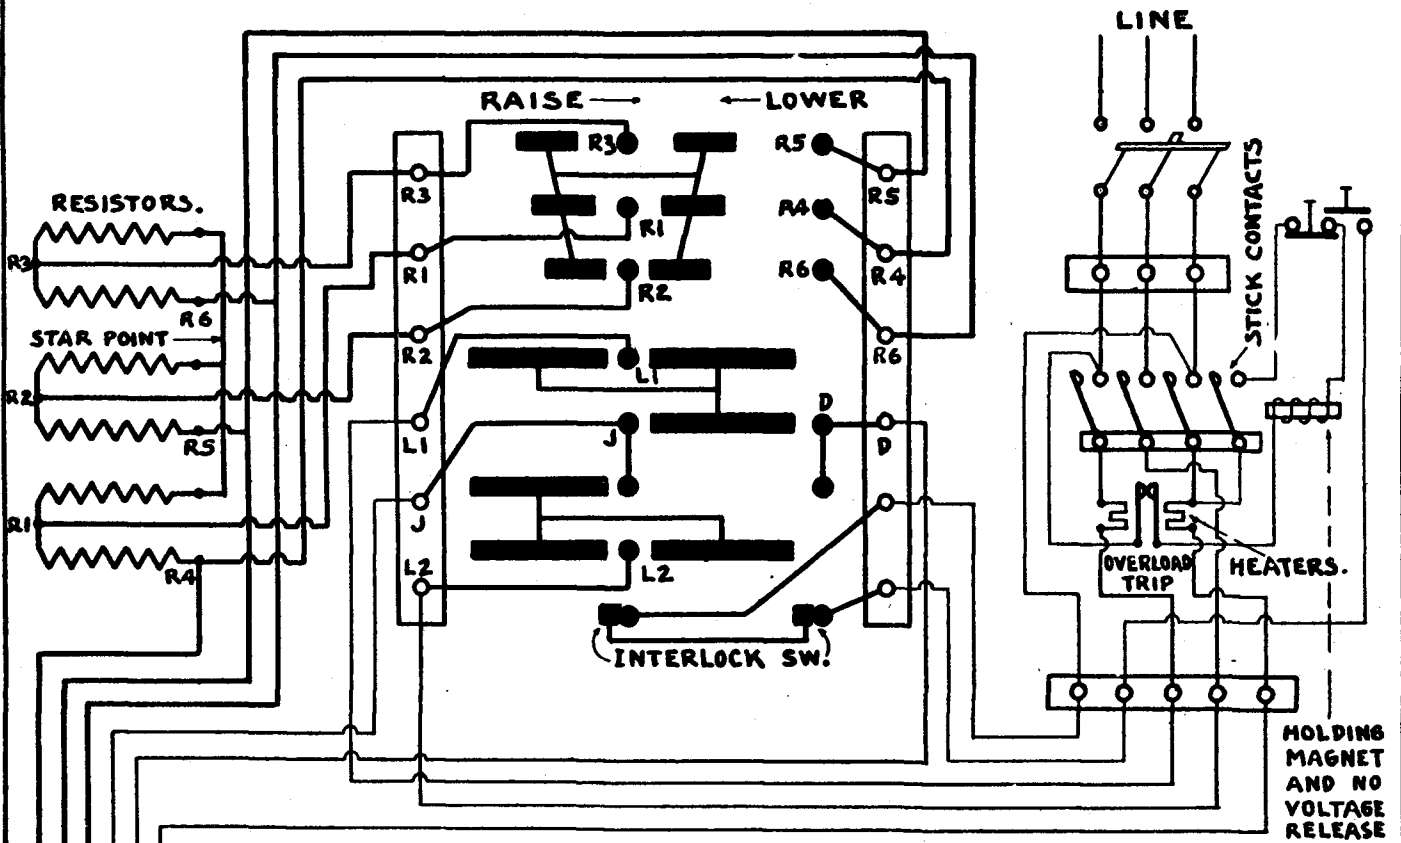 LINE
RAISE
LOWER
R3
R5
R3
R5
RESISTORS.
R4
R1
R3
R1
R6
R4
R2
R6
STAR POINT
R2
R6
L1
R2
D
R5
L1
J
D
STICK CONTACTS
R1
J
R4
L2
L2
OVERLOAD
TRIP
HEATERS.
INTERLOCK SW.
HOLDING
MAGNET
AND NO
VOLTAGE
RELEASE